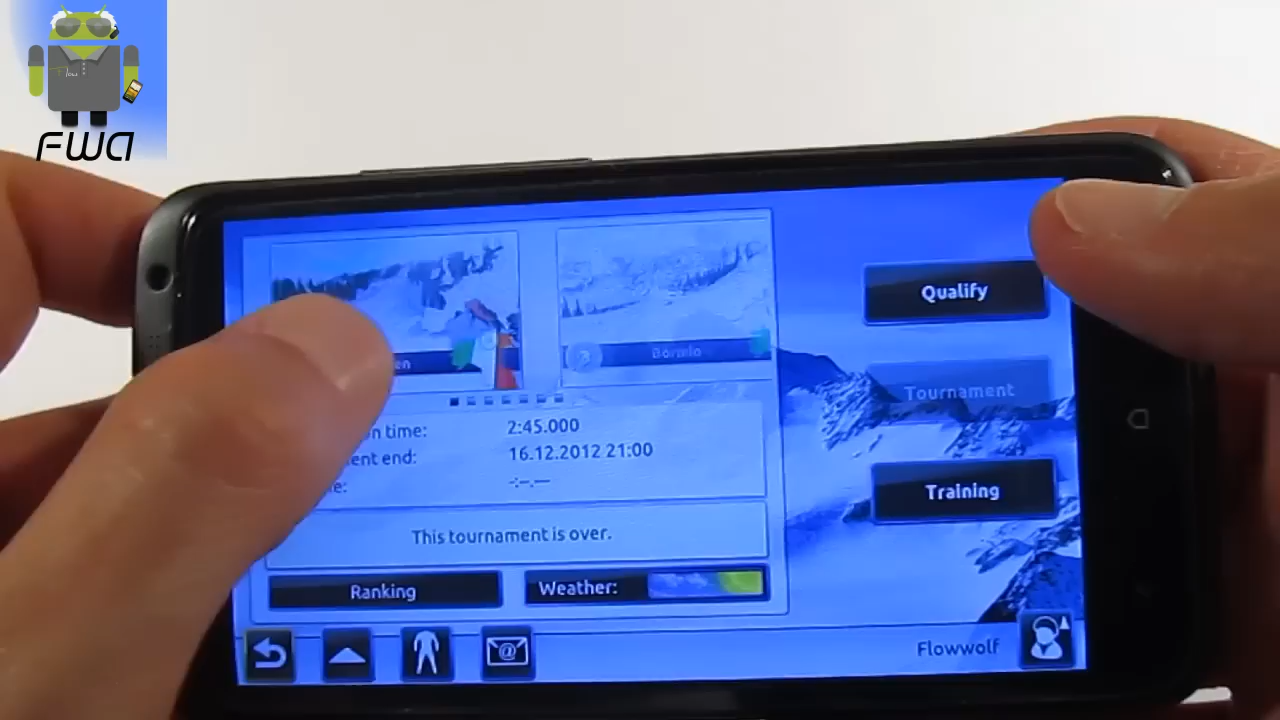 Flow
FWA
Bormio
Qualify
Tournament
2:45.000
16.12.2012 21:00
-:--.---
This tournament is over.
Training
Ranking
Weather:
@
Flowwolf